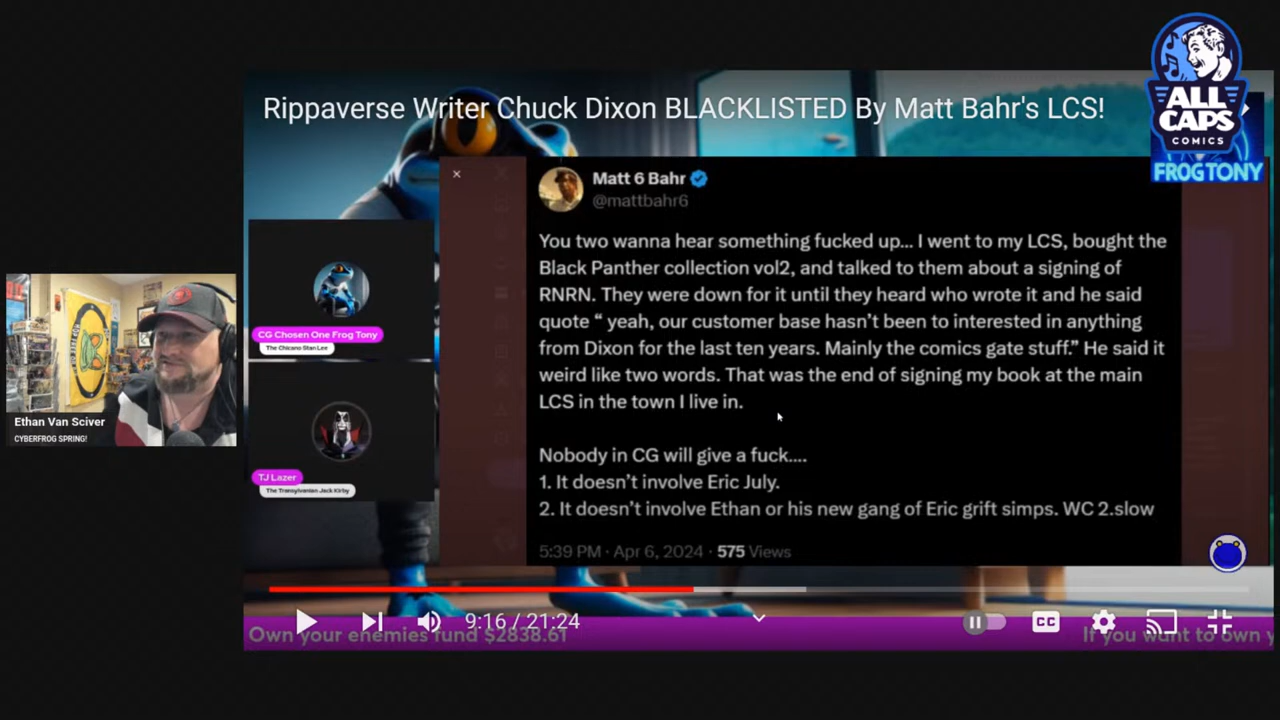 Rippaverse Writer Chuck Dixon BLACKLISTED By Matt Bahr's LCS!
ALL
CAPS
COMICS
FROGTONY
Matt 6 Bahr
@mattbahr6
You two wanna hear something fucked up... I went to my LCS, bought the
Black Panther collection vol2, and talked to them about a signing of
RNRN. They were down for it until they heard who wrote it and he said
quote “ yeah, our customer base hasn’t been to interested in anything
from Dixon for the last ten years. Mainly the comics gate stuff.” He said it
weird like two words. That was the end of signing my book at the main
LCS in the town I live in.
Nobody in CG will give a fuck....
1. It doesn’t involve Eric July.
2. It doesn’t involve Ethan or his new gang of Eric grift simps. WC 2.slow
5:39 PM · Apr 6, 2024 · 575 Views
CG Chosen One Frog Tony
The Chicano Stan Lee
TJ Lazer
The Transylvanian Jack Kirby
Ethan Van Sciver
CYBERFROG SPRING!
9:16 / 21:24
CC
Own your enemies fund $2838.61
If you want to own y